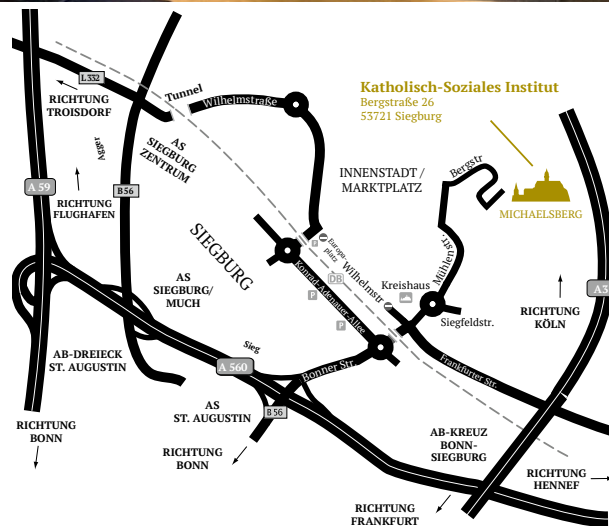 Katholisch-Soziales Institut
Bergstraße 26
53721 Siegburg
L 332
Tunnel
Wilhelmstraße
RICHTUNG
TROISDORF
AS
SIEGBURG
ZENTRUM
Agger
A 59
B 56
RICHTUNG
FLUGHAFEN
INNENSTADT /
MARKTPLATZ
Bergstr
MICHAELSBERG
SIEGBURG
P
Europa-
platz
DB
Wilhelmstr
Mühlenstr.
Kreishaus
Konrad-Adenauer-Allee
P
P
AS
SIEGBURG/
MUCH
A 3
RICHTUNG
KÖLN
Siegfeldstr.
AB-DREIECK
ST. AUGUSTIN
Sieg
A 560
Bonner Str.
Frankfurter Str.
AS
ST. AUGUSTIN
B 56
RICHTUNG
BONN
RICHTUNG
BONN
AB-KREUZ
BONN-
SIEGBURG
RICHTUNG
HENNEF
RICHTUNG
FRANKFURT